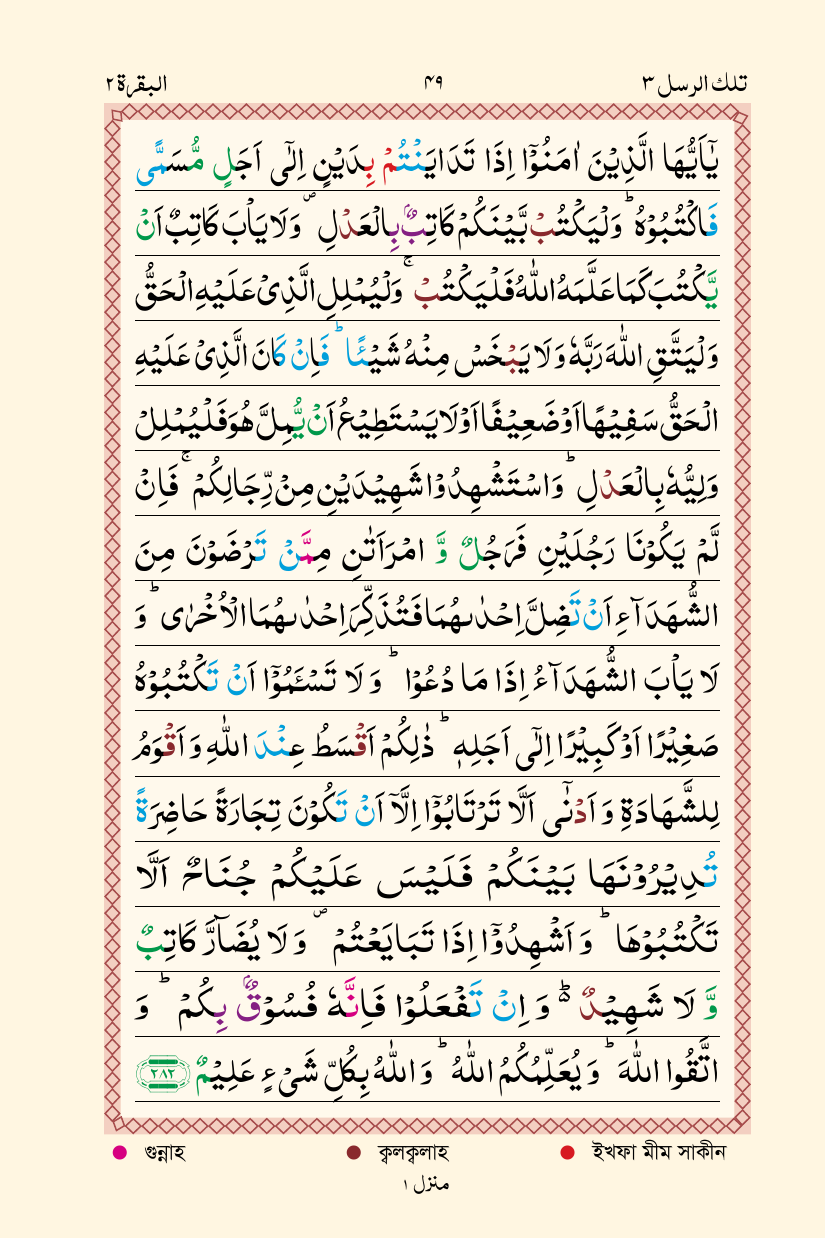 تلك الرسل ٣ ۴۹ البقرة ٢
يٰٓاَيُّهَا الَّذِيْنَ اٰمَنُوْٓا اِذَا تَدَايَنْتُمْ بِدَيْنٍ اِلٰٓى اَجَلٍ مُّسَمًّى
فَاكْتُبُوْهُ ؕ وَلْيَكْتُبْ بَّيْنَكُمْ كَاتِبٌۢ بِالْعَدْلِ ۪ وَلَا يَاْبَ كَاتِبٌ اَنْ
يَّكْتُبَ كَمَا عَلَّمَهُ اللّٰهُ فَلْيَكْتُبْ ۚ وَلْيُمْلِلِ الَّذِيْ عَلَيْهِ الْحَقُّ
وَلْيَتَّقِ اللّٰهَ رَبَّهٗ وَلَا يَبْخَسْ مِنْهُ شَيْـًٔا ؕ فَاِنْ كَانَ الَّذِيْ عَلَيْهِ
الْحَقُّ سَفِيْهًا اَوْ ضَعِيْفًا اَوْ لَا يَسْتَطِيْعُ اَنْ يُّمِلَّ هُوَ فَلْيُمْلِلْ
وَلِيُّهٗ بِالْعَدْلِ ؕ وَاسْتَشْهِدُوْا شَهِيْدَيْنِ مِنْ رِّجَالِكُمْ ۚ فَاِنْ
لَّمْ يَكُوْنَا رَجُلَيْنِ فَرَجُلٌ وَّ امْرَاَتٰنِ مِمَّنْ تَرْضَوْنَ مِنَ
الشُّهَدَآءِ اَنْ تَضِلَّ اِحْدٰىهُمَا فَتُذَكِّرَ اِحْدٰىهُمَا الْاُخْرٰى ؕ وَ
لَا يَاْبَ الشُّهَدَآءُ اِذَا مَا دُعُوْا ؕ وَ لَا تَسْـَٔمُوْٓا اَنْ تَكْتُبُوْهُ
صَغِيْرًا اَوْ كَبِيْرًا اِلٰٓى اَجَلِهٖ ؕ ذٰلِكُمْ اَقْسَطُ عِنْدَ اللّٰهِ وَ اَقْوَمُ
لِلشَّهَادَةِ وَ اَدْنٰٓى اَلَّا تَرْتَابُوْٓا اِلَّآ اَنْ تَكُوْنَ تِجَارَةً حَاضِرَةً
تُدِيْرُوْنَهَا بَيْنَكُمْ فَلَيْسَ عَلَيْكُمْ جُنَاحٌ اَلَّا
تَكْتُبُوْهَا ؕ وَ اَشْهِدُوْٓا اِذَا تَبَايَعْتُمْ ۪ وَ لَا يُضَآرَّ كَاتِبٌ
وَّ لَا شَهِيْدٌ ؕ۬ وَ اِنْ تَفْعَلُوْا فَاِنَّهٗ فُسُوْقٌۢ بِكُمْ ؕ وَ
اتَّقُوا اللّٰهَ ؕ وَ يُعَلِّمُكُمُ اللّٰهُ ؕ وَ اللّٰهُ بِكُلِّ شَيْءٍ عَلِيْمٌ ٢٨٢
গুন্নাহ ক্বলক্বলাহ ইখফা মীম সাকীন
منزل ١